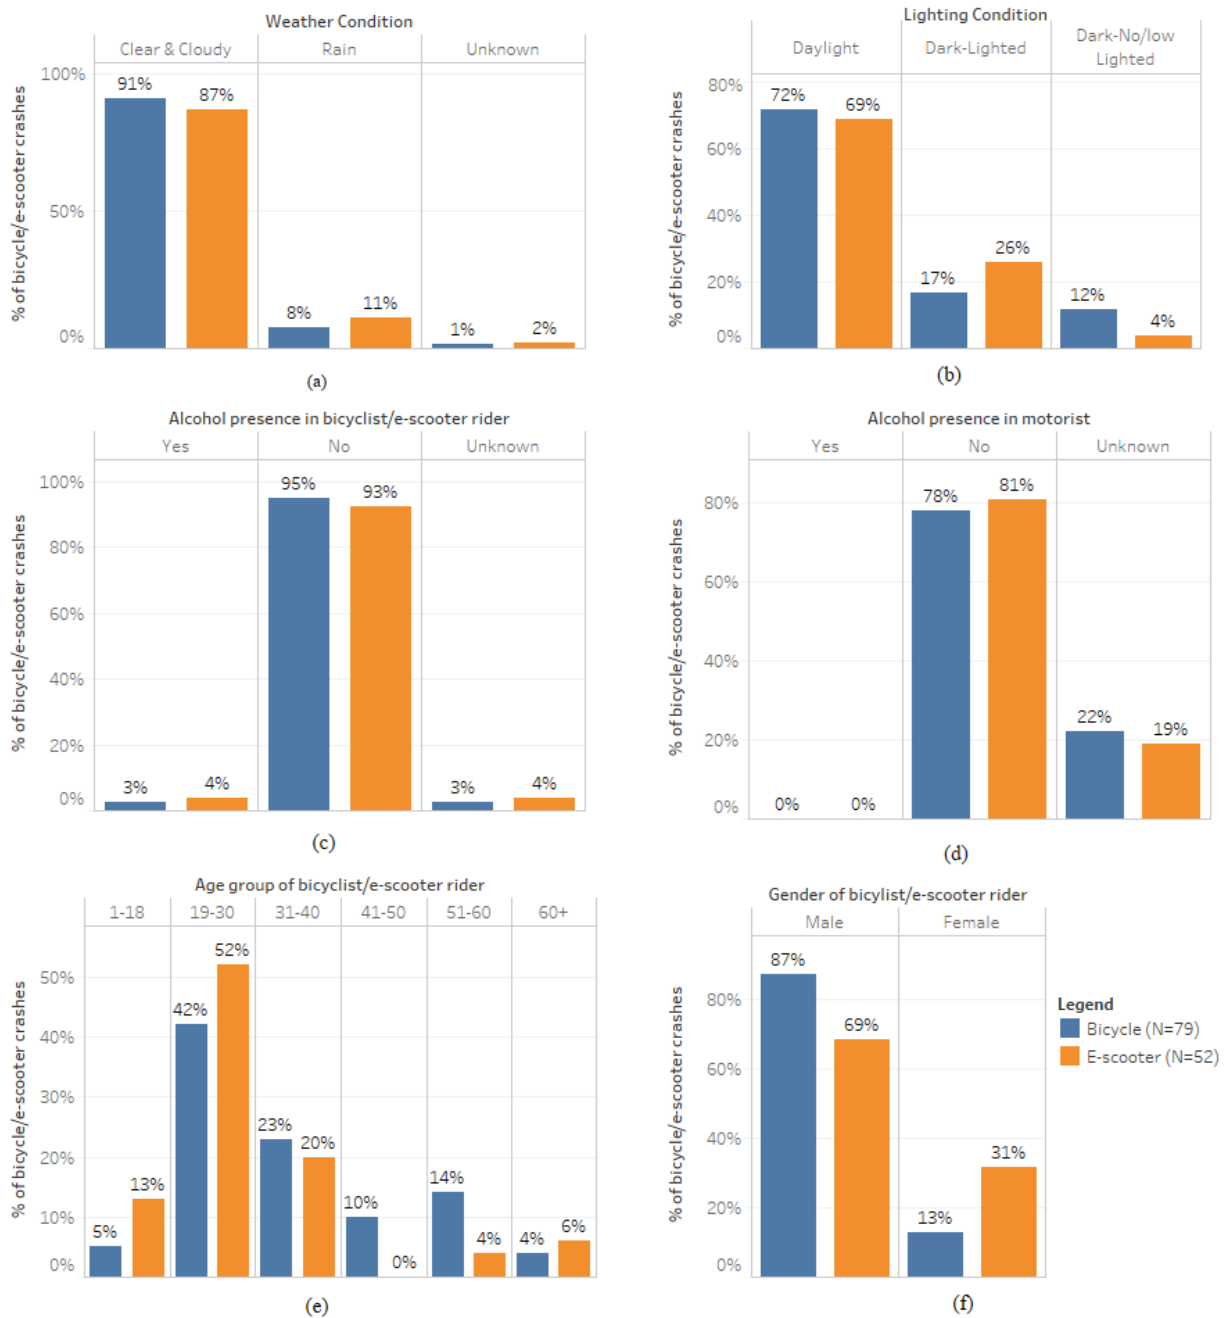 Weather Condition
Clear & Cloudy Rain Unknown
% of bicycle/e-scooter crashes
100%
50%
0%
91% 87% 8% 11% 1% 2%
(a)
Lighting Condition
Daylight Dark-Lighted Dark-No/low Lighted
% of bicycle/e-scooter crashes
80%
60%
40%
20%
0%
72% 69% 17% 26% 12% 4%
(b)
Alcohol presence in bicyclist/e-scooter rider
Yes No Unknown
% of bicycle/e-scooter crashes
100%
80%
60%
40%
20%
0%
3% 4% 95% 93% 3% 4%
(c)
Alcohol presence in motorist
Yes No Unknown
% of bicycle/e-scooter crashes
80%
60%
40%
20%
0%
0% 0% 78% 81% 22% 19%
(d)
Age group of bicyclist/e-scooter rider
1-18 19-30 31-40 41-50 51-60 60+
% of bicycle/e-scooter crashes
50%
40%
30%
20%
10%
0%
5% 13% 42% 52% 23% 20% 10% 0% 14% 4% 4% 6%
(e)
Gender of bicylist/e-scooter rider
Male Female
% of bicycle/e-scooter crashes
80%
60%
40%
20%
0%
87% 69% 13% 31%
(f)
Legend
Bicycle (N=79)
E-scooter (N=52)